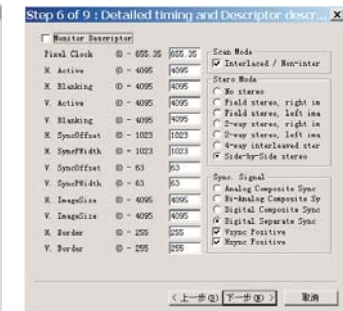 Step 6 of 9 : Detailed timing and Descriptor descr...
Monitor Descriptor
Pixel Clock (0 - 655.35 655.35
H. Active (0 - 4095 4095
H. Blanking (0 - 4095 4095
V. Active (0 - 4095 4095
V. Blanking (0 - 4095 4095
H. SyncOffset (0 - 1023 1023
H. SyncPWidth (0 - 1023 1023
V. SyncOffset (0 - 63 63
V. SyncPWidth (0 - 63 63
H. ImageSize (0 - 4095 4095
V. ImageSize (0 - 4095 4095
H. Border (0 - 255 255
V. Border (0 - 255 255
Scan Mode
Interlaced / Non-inter
Stero Mode
No stereo
Field stereo, right im
Field stereo, left ima
2-way stereo, right im
2-way stereo, left ima
4-way interleaved ster
Side-by-Side stereo
Sync. Signal
Analog Composite Sync
Bi-Analog Composite Sy
Digital Composite Sync
Digital Separate Sync
Vsync Positive
Hsync Positive
< 上一步(B) 下一步(N) > 取消